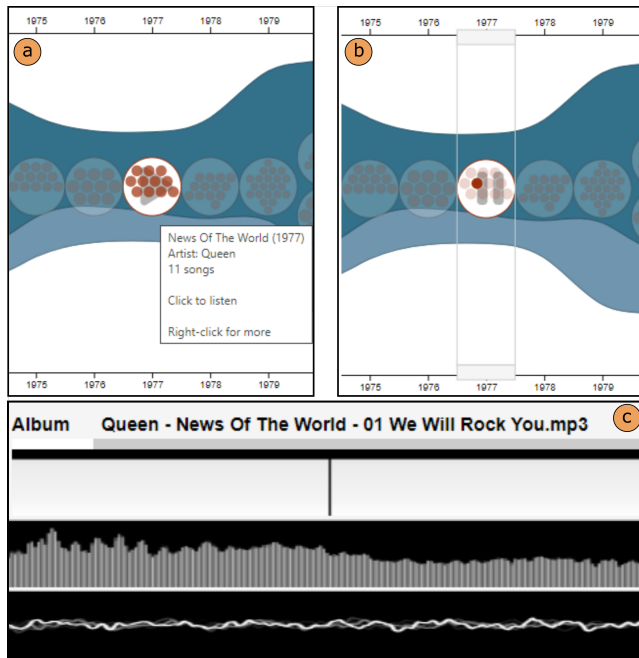 1975 1976 1977 1978 1979
a
News Of The World (1977)
Artist: Queen
11 songs
Click to listen
Right-click for more
1975 1976 1977 1978 1979
1975 1976 1977 1978 1979
b
1975 1976 1977 1978 1979
Album Queen - News Of The World - 01 We Will Rock You.mp3
c